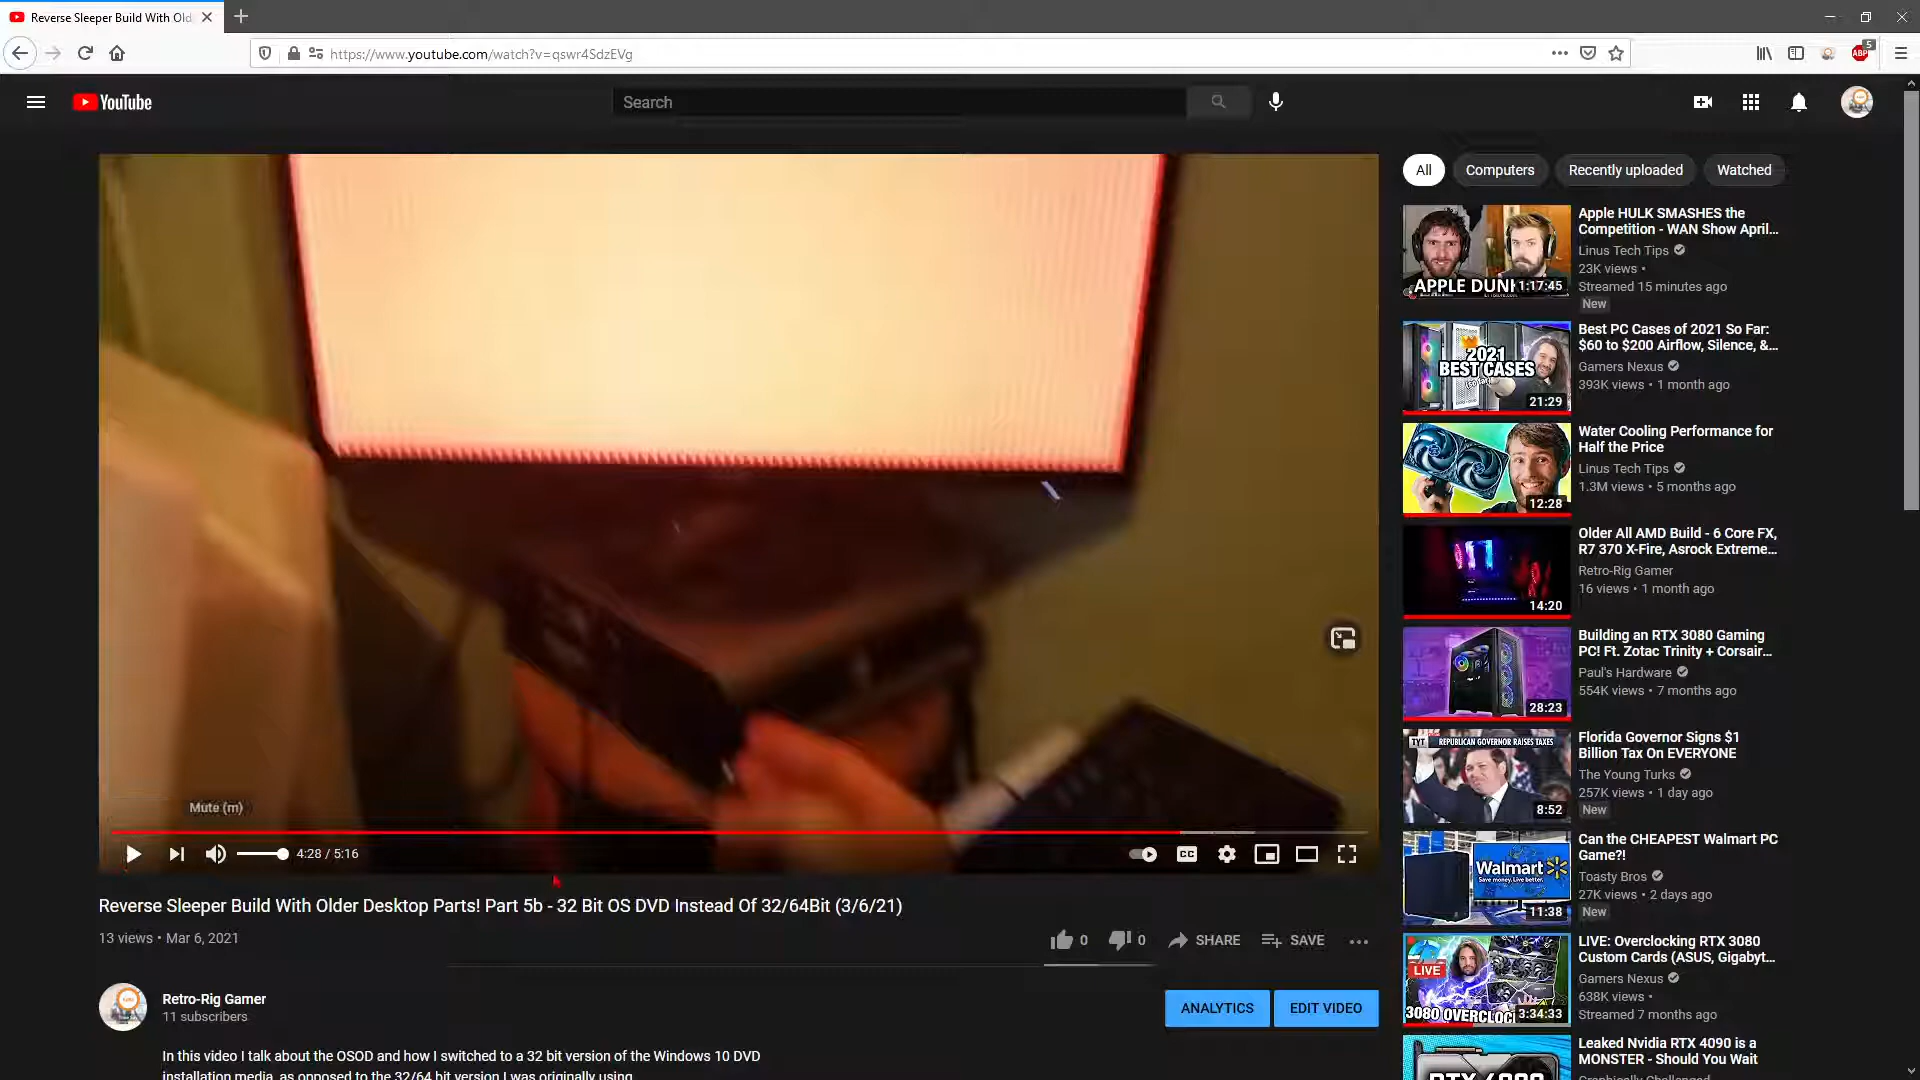 Reverse Sleeper Build With Old
https://www.youtube.com/watch?v=qswr4SdzEVg
ABP
5
YouTube
Search
All
Computers
Recently uploaded
Watched
Apple HULK SMASHES the
Competition - WAN Show April...
Linus Tech Tips
23K views •
Streamed 15 minutes ago
New
1:17:45
2021
BEST CASES
21:29
Best PC Cases of 2021 So Far:
$60 to $200 Airflow, Silence, &...
Gamers Nexus
393K views • 1 month ago
12:28
Water Cooling Performance for
Half the Price
Linus Tech Tips
1.3M views • 5 months ago
14:20
Older All AMD Build - 6 Core FX,
R7 370 X-Fire, Asrock Extreme...
Retro-Rig Gamer
16 views • 1 month ago
28:23
Building an RTX 3080 Gaming
PC! Ft. Zotac Trinity + Corsair...
Paul's Hardware
554K views • 7 months ago
TYT
REPUBLICAN GOVERNOR RAISES TAXES
8:52
Florida Governor Signs $1
Billion Tax On EVERYONE
The Young Turks
257K views • 1 day ago
New
Walmart
Save money. Live better.
11:38
Can the CHEAPEST Walmart PC
Game?!
Toasty Bros
27K views • 2 days ago
New
LIVE
3:34:33
LIVE: Overclocking RTX 3080
Custom Cards (ASUS, Gigabyt...
Gamers Nexus
638K views •
Streamed 7 months ago
Leaked Nvidia RTX 4090 is a
MONSTER - Should You Wait
Mute (m)
4:28 / 5:16
CC
Reverse Sleeper Build With Older Desktop Parts! Part 5b - 32 Bit OS DVD Instead Of 32/64Bit (3/6/21)
13 views • Mar 6, 2021
0
0
SHARE
SAVE
Retro-Rig Gamer
11 subscribers
ANALYTICS
EDIT VIDEO
In this video I talk about the OSOD and how I switched to a 32 bit version of the Windows 10 DVD
installation media, as opposed to the 32/64 bit version I was originally using